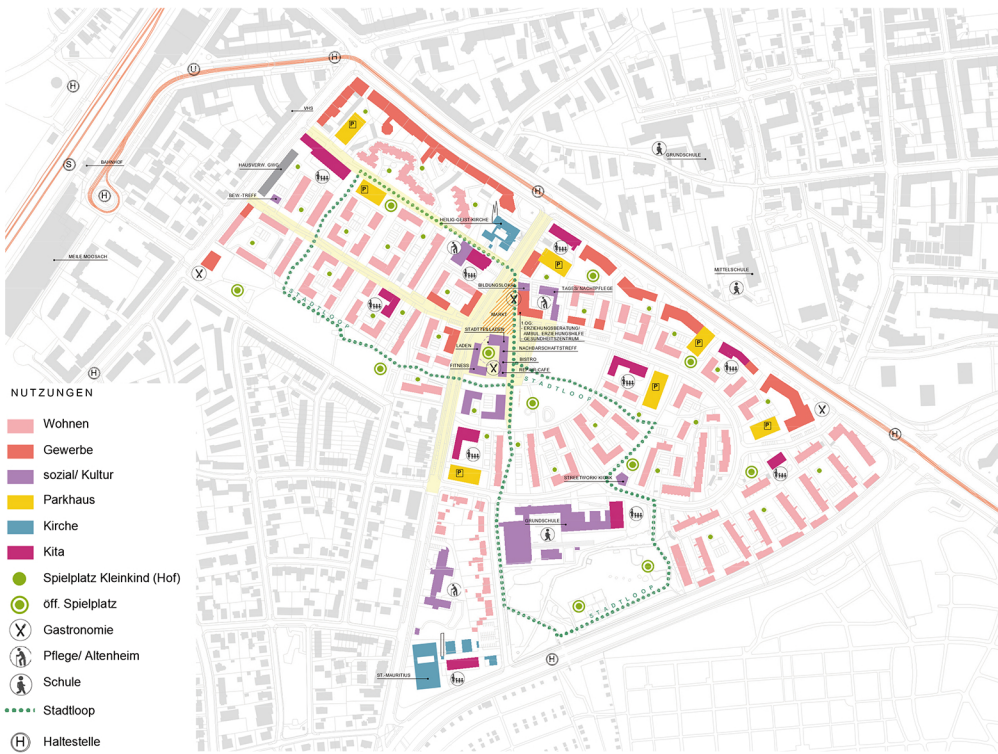 H
U
H
VHS
P
GRUNDSCHULE
S
BAHNHOF
HAUSVERW. GWG
P
H
H
BEW.-TREFF
HEILIG-GEIST-KIRCHE
P
MEILE MOOSACH
MITTELSCHULE
BILDUNGSLOKAL
TAGES/ NACHTPFLEGE
STADTLOOP
MARKT
1.OG:
- ERZIEHUNGSBERATUNG/
AMBUL. ERZIEHUNGSHILFE
- GESUNDHEITSZENTRUM
STADTTEILLADEN
P
LADEN
NACHBARSCHAFTSTREFF
BISTRO
FITNESS
REPAIRCAFE
H
STADTLOOP
P
P
H
P
STREETWORK/ KIOSK
GRUNDSCHULE
STADTLOOP
H
ST.-MAURITIUS
NUTZUNGEN
Wohnen
Gewerbe
sozial/ Kultur
Parkhaus
Kirche
Kita
Spielplatz Kleinkind (Hof)
öff. Spielplatz
Gastronomie
Pflege/ Altenheim
Schule
Stadtloop
H Haltestelle